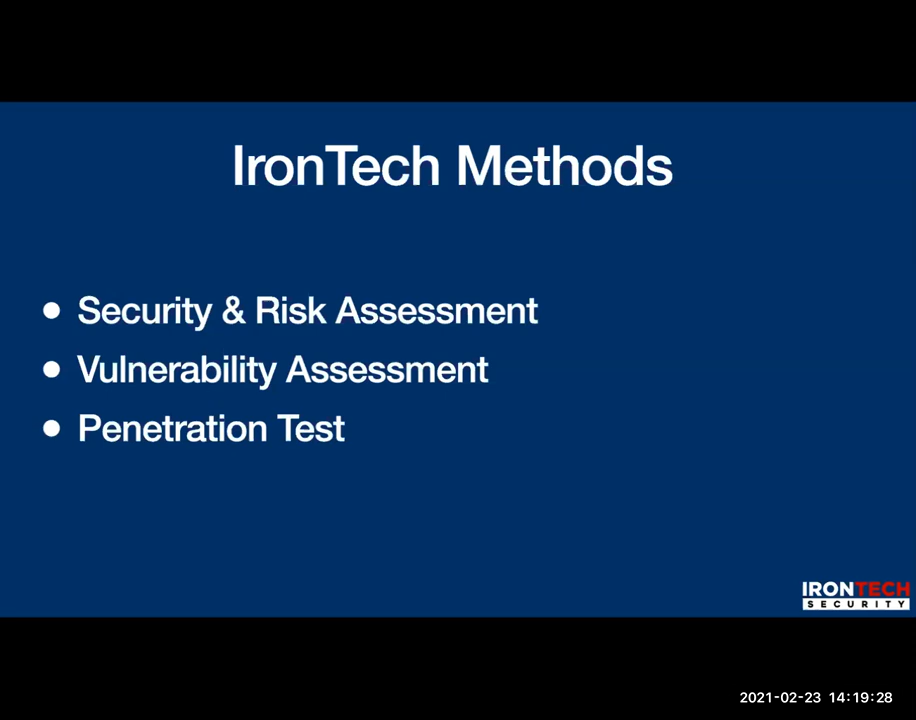 IronTech Methods
• Security & Risk Assessment
• Vulnerability Assessment
• Penetration Test
IRONTECH
SECURITY
2021-02-23 14:19:28